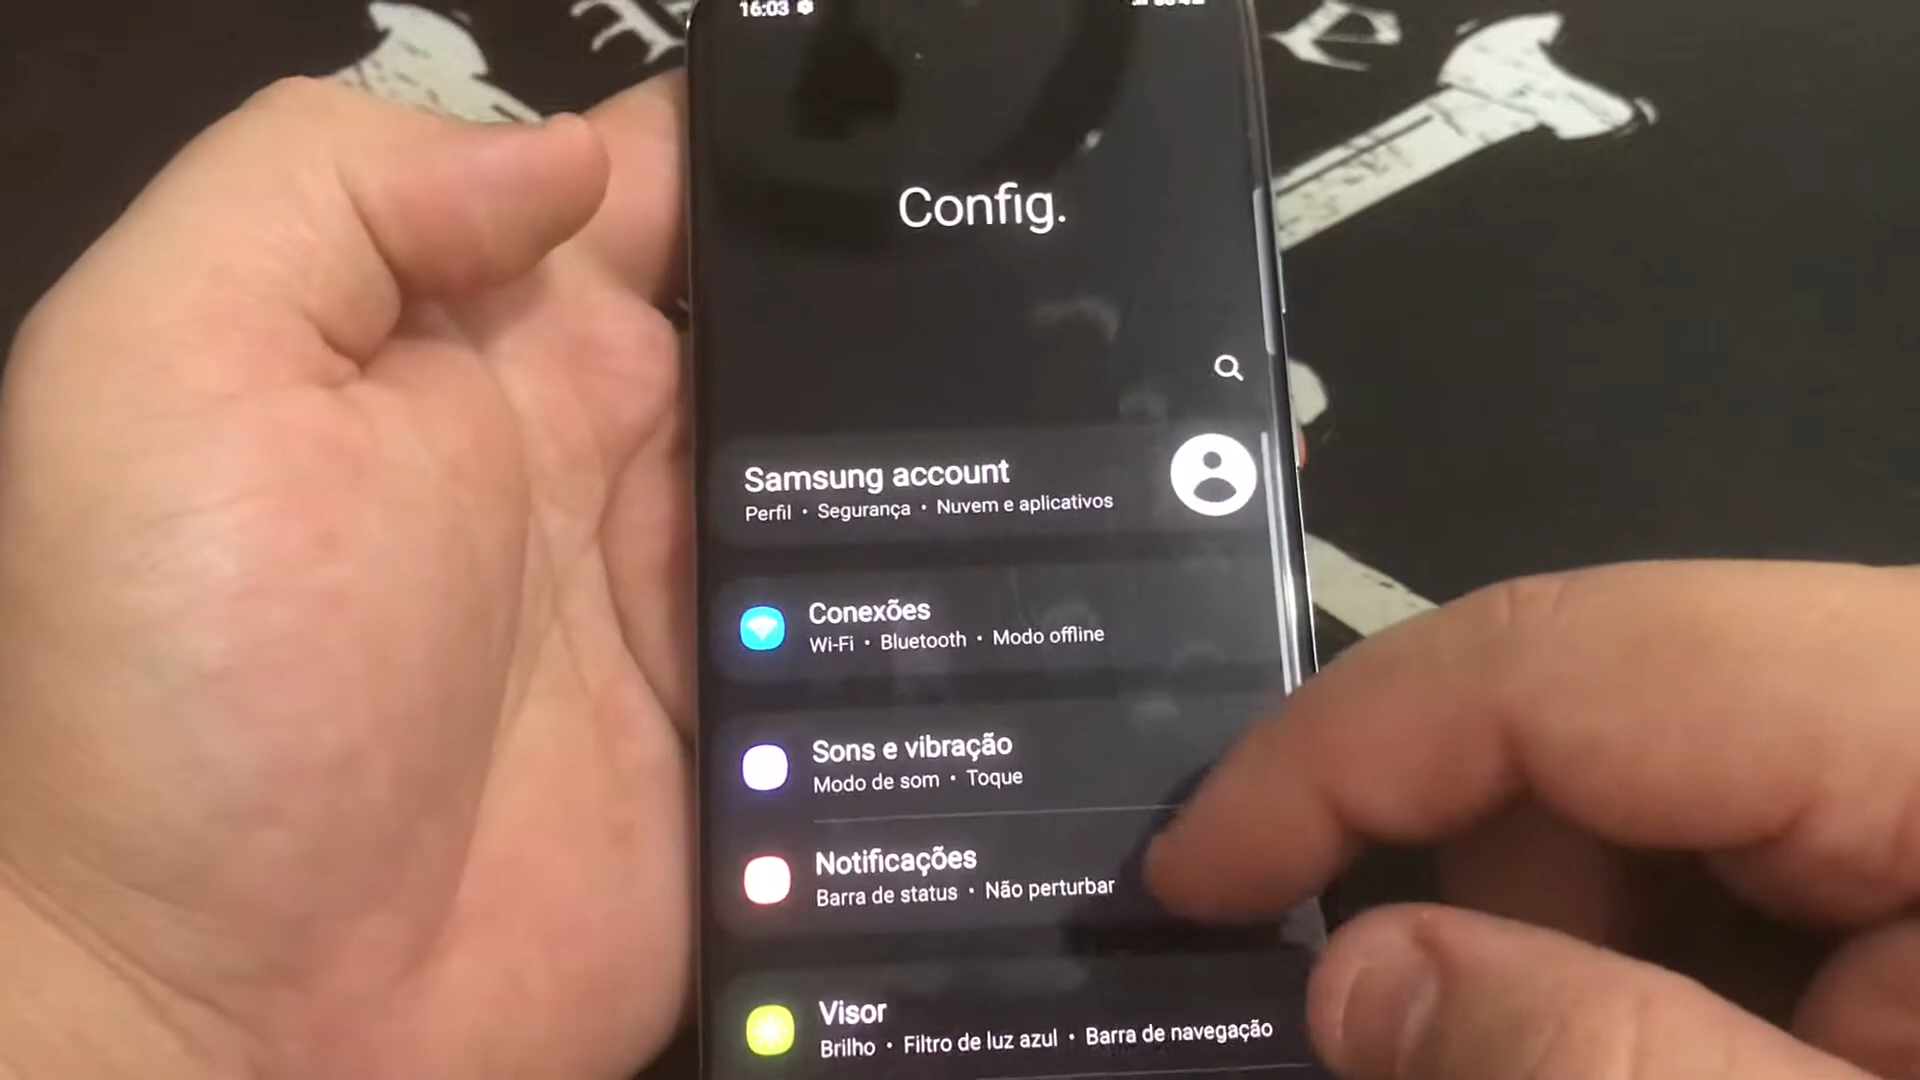 16:03
Config.
Samsung account
Perfil • Segurança • Nuvem e aplicativos
Conexões
Wi-Fi • Bluetooth • Modo offline
Sons e vibração
Modo de som • Toque
Notificações
Barra de status • Não perturbar
Visor
Brilho • Filtro de luz azul • Barra de navegação